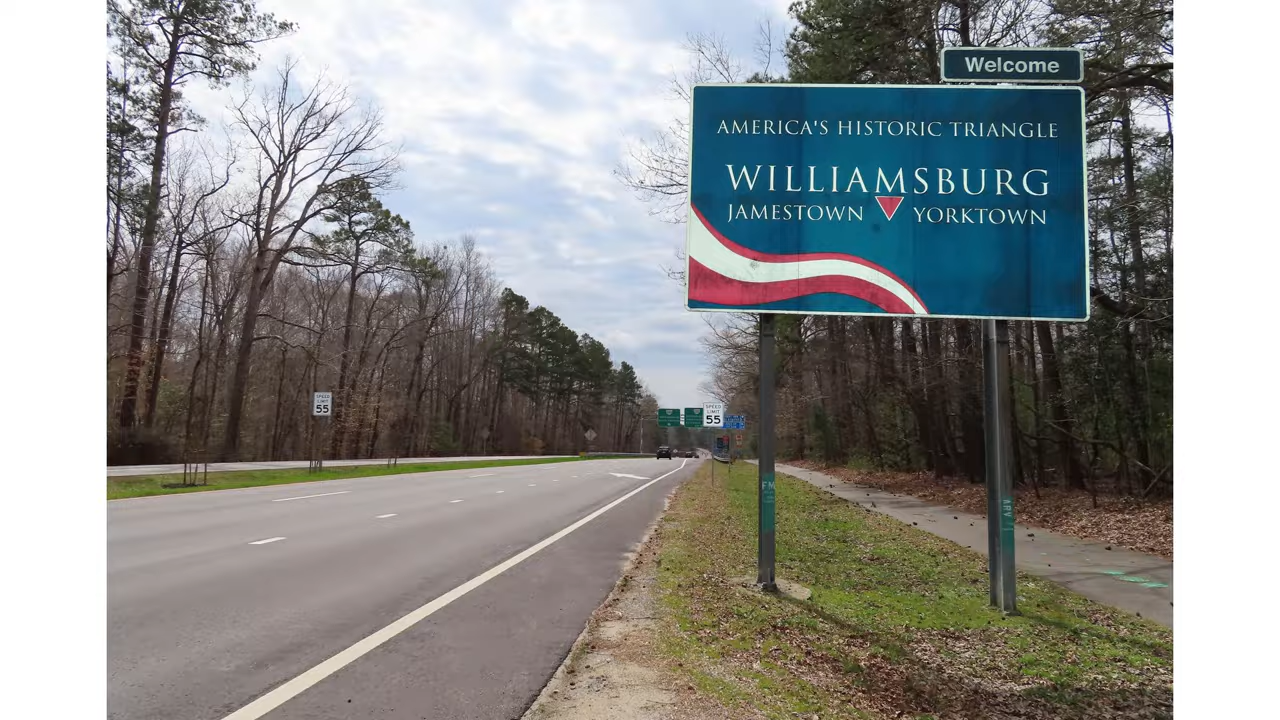 Welcome
AMERICA'S HISTORIC TRIANGLE
WILLIAMSBURG
JAMESTOWN YORKTOWN
SPEED
LIMIT
55
SPEED
LIMIT
55